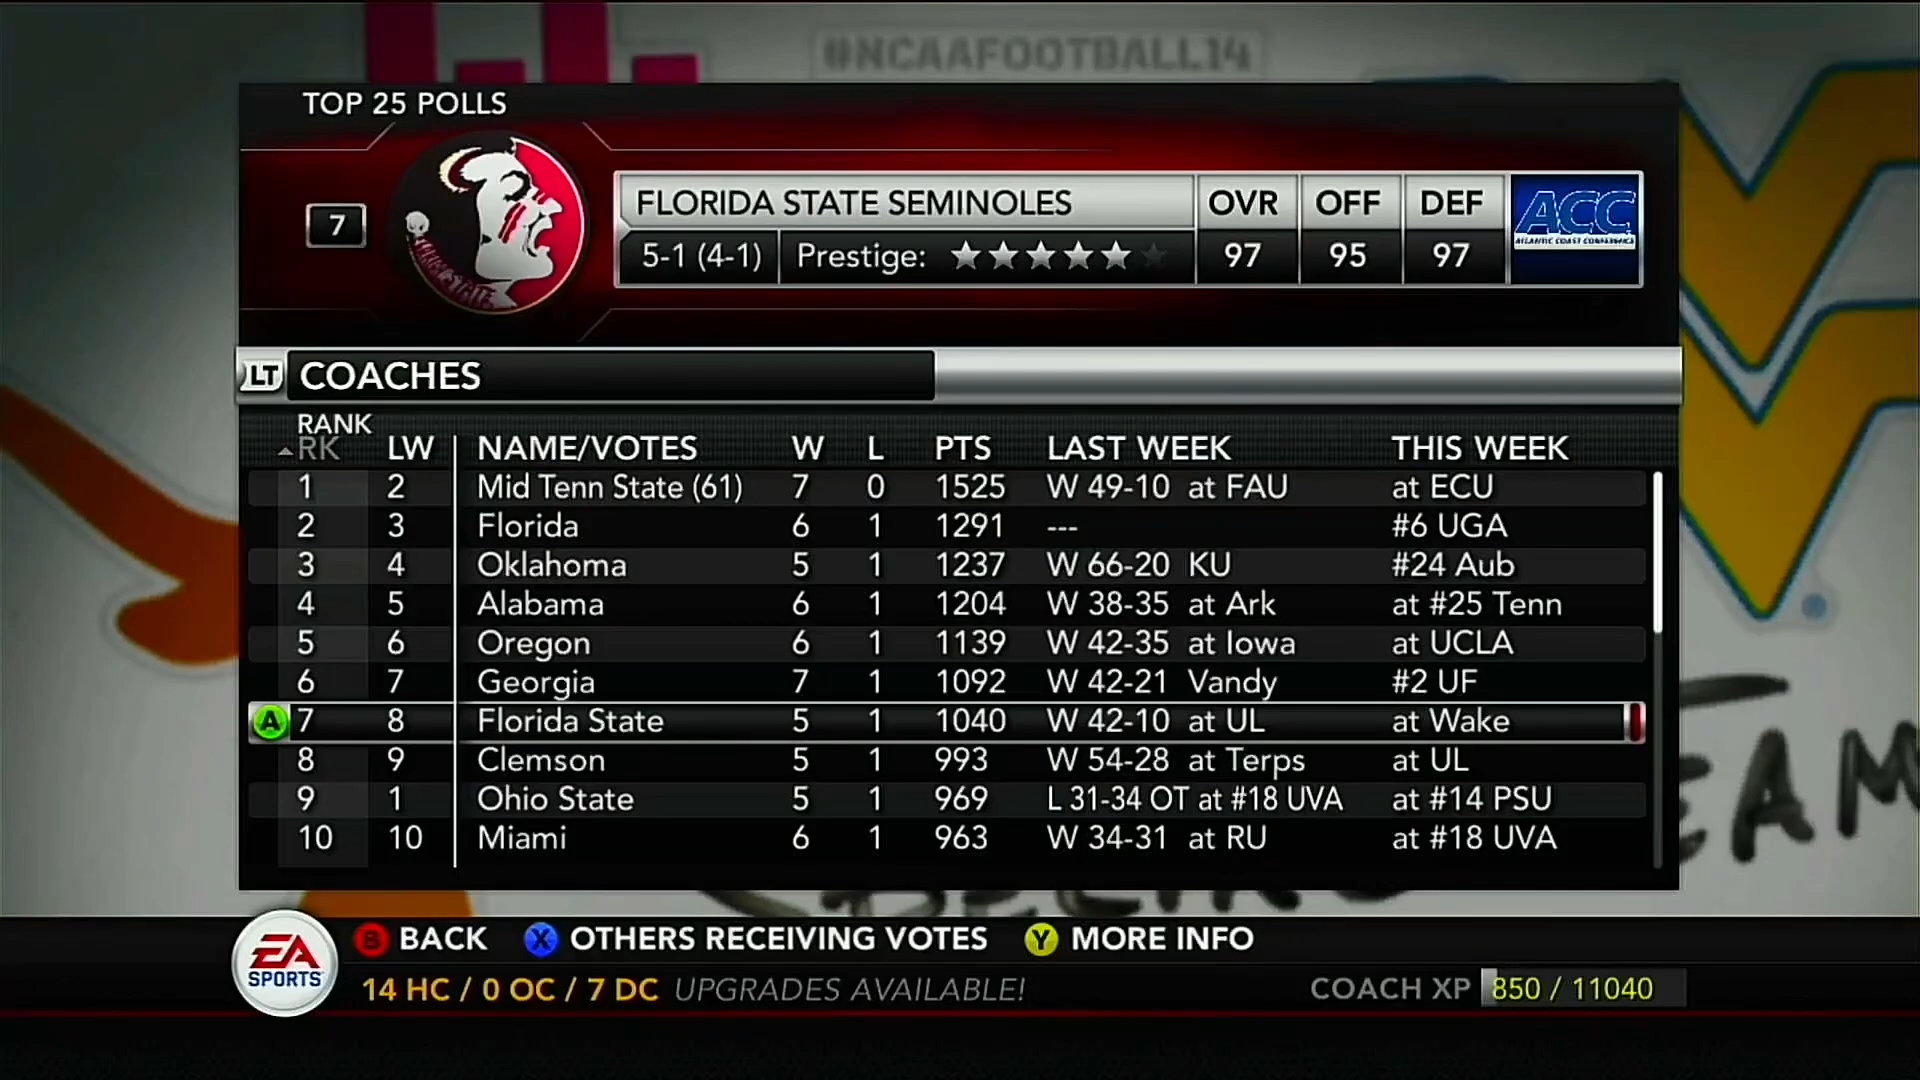 #NCAAFOOTBALL14
TOP 25 POLLS
7
FLORIDA STATE SEMINOLES OVR OFF DEF ACC
ATLANTIC COAST CONFERENCE
5-1 (4-1) Prestige: 97 95 97
LT COACHES
RANK
RK LW NAME/VOTES W L PTS LAST WEEK THIS WEEK
1 2 Mid Tenn State (61) 7 0 1525 W 49-10 at FAU at ECU
2 3 Florida 6 1 1291 --- #6 UGA
3 4 Oklahoma 5 1 1237 W 66-20 KU #24 Aub
4 5 Alabama 6 1 1204 W 38-35 at Ark at #25 Tenn
5 6 Oregon 6 1 1139 W 42-35 at Iowa at UCLA
6 7 Georgia 7 1 1092 W 42-21 Vandy #2 UF
A 7 8 Florida State 5 1 1040 W 42-10 at UL at Wake
8 9 Clemson 5 1 993 W 54-28 at Terps at UL
9 1 Ohio State 5 1 969 L 31-34 OT at #18 UVA at #14 PSU
10 10 Miami 6 1 963 W 34-31 at RU at #18 UVA
EA SPORTS
B BACK X OTHERS RECEIVING VOTES Y MORE INFO
14 HC / 0 OC / 7 DC UPGRADES AVAILABLE! COACH XP 850 / 11040